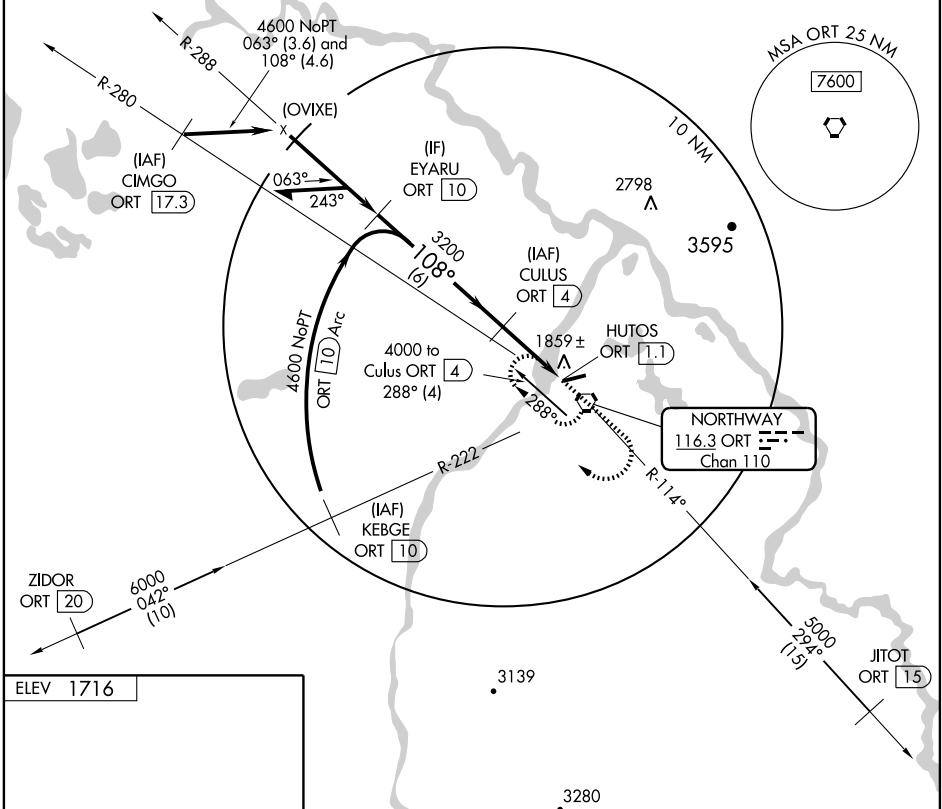 4600 NoPT
063° (3.6) and
108° (4.6)
R-288
R-280
(OVIXE)
(IAF)
CIMGO
ORT 17.3
063°
243°
(IF)
EYARU
ORT 10
10 NM
MSA ORT 25 NM
7600
2798
3595
3200
108°
(6)
(IAF)
CULUS
ORT 4
4600 NoPT
ORT 10 Arc
4000 to
Culus ORT 4
288° (4)
288°
1859 ±
HUTOS
ORT 1.1
NORTHWAY
116.3 ORT
Chan 110
R-222
R-114°
(IAF)
KEBGE
ORT 10
ZIDOR
ORT 20
6000
042°
(10)
5000
294°
(15)
JITOT
ORT 15
ELEV 1716
3139
3280